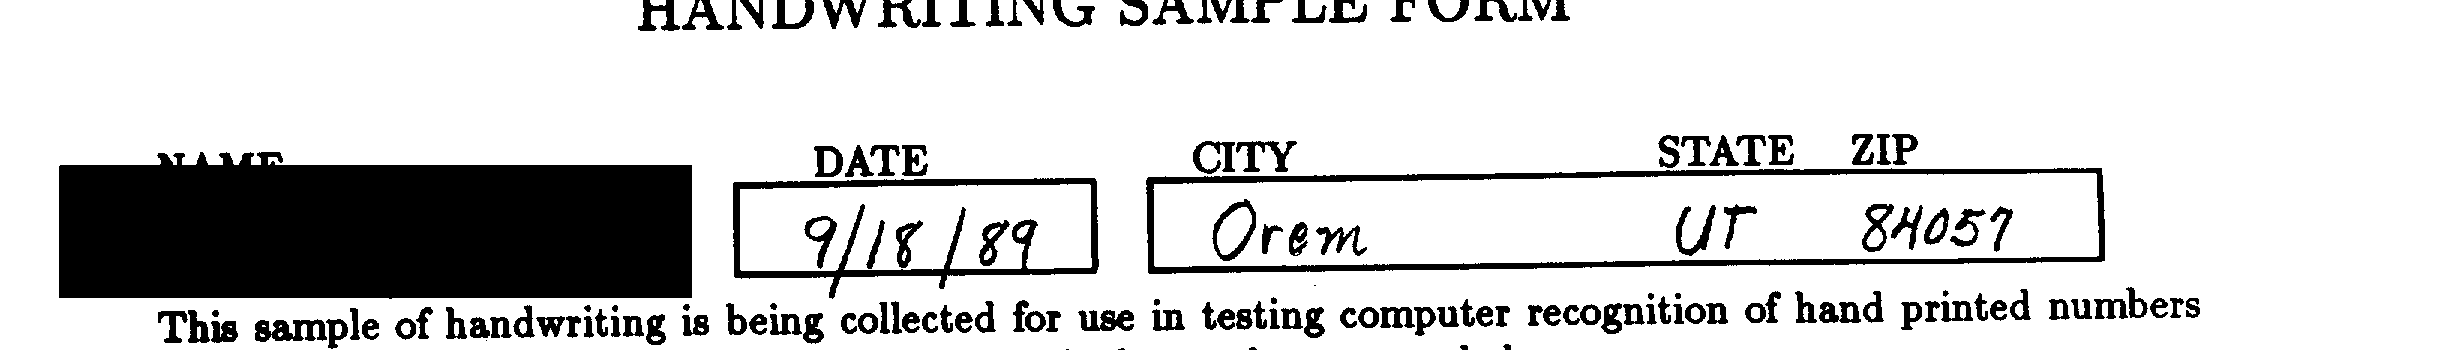 HANDWRITING SAMPLE FORM
NAME DATE CITY STATE ZIP
9/18/89 Orem UT 84057
This sample of handwriting is being collected for use in testing computer recognition of hand printed numbers